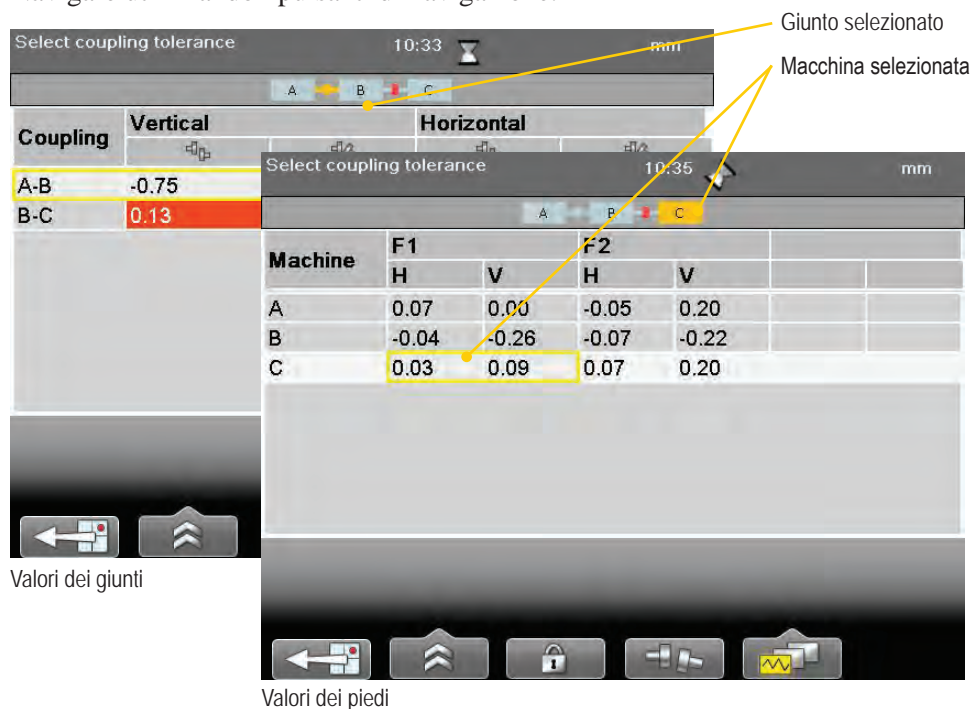 Giunto selezionato
Macchina selezionata
Select coupling tolerance 10:33 mm
A B C
Coupling Vertical Horizontal
A-B -0.75
B-C 0.13
Valori dei giunti
Select coupling tolerance 10:35 mm
A B C
Machine F1 F2
H V H V
A 0.07 0.00 -0.05 0.20
B -0.04 -0.26 -0.07 -0.22
C 0.03 0.09 0.07 0.20
Valori dei piedi